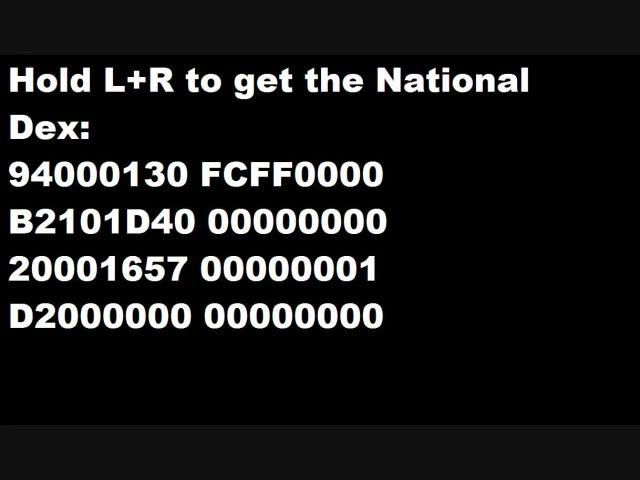 Hold L+R to get the National
Dex:
94000130 FCFF0000
B2101D40 00000000
20001657 00000001
D2000000 00000000